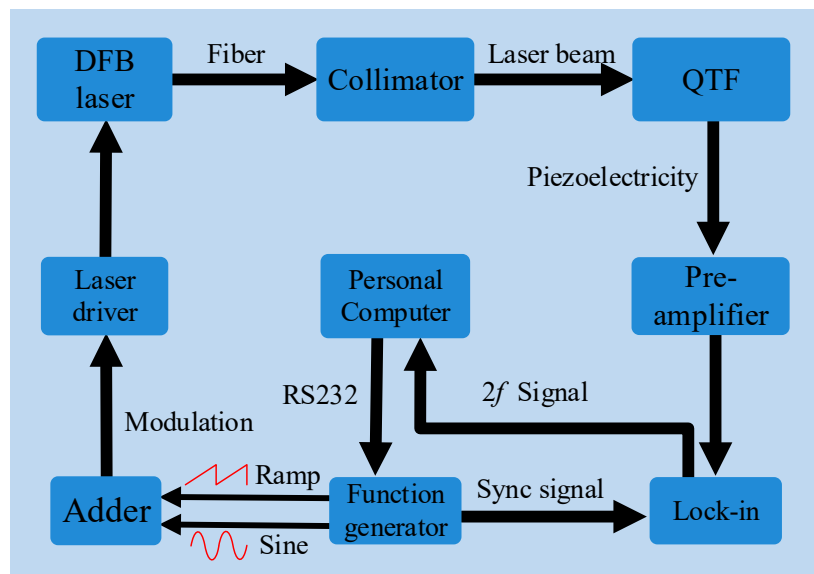 DFB
laser
Fiber
Collimator
Laser beam
QTF
Piezoelectricity
Laser
driver
Personal
Computer
Pre-
amplifier
RS232
2f Signal
Modulation
Adder
Ramp
Sine
Function
generator
Sync signal
Lock-in